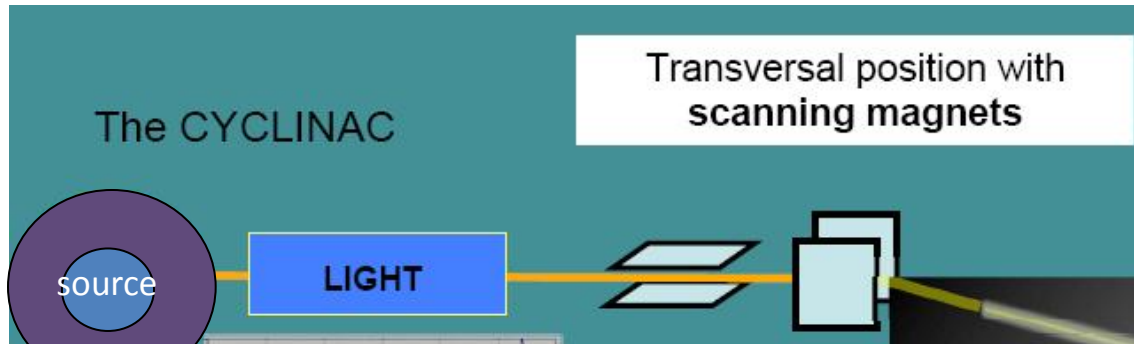 Transversal position with
scanning magnets
The CYCLINAC
source
LIGHT